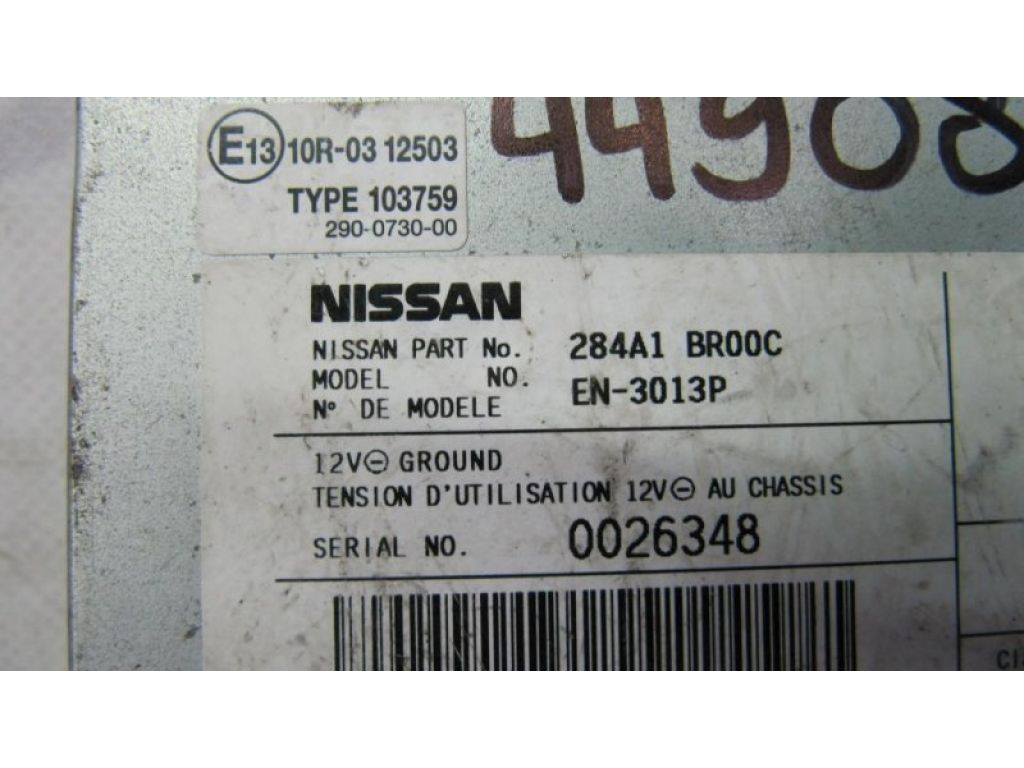 44908
E13 10R-03 12503
TYPE 103759
290-0730-00
NISSAN
NISSAN PART No. 284A1 BR00C
MODEL NO. EN-3013P
N° DE MODELE
12V⊖ GROUND
TENSION D'UTILISATION 12V⊖ AU CHASSIS
SERIAL NO. 0026348